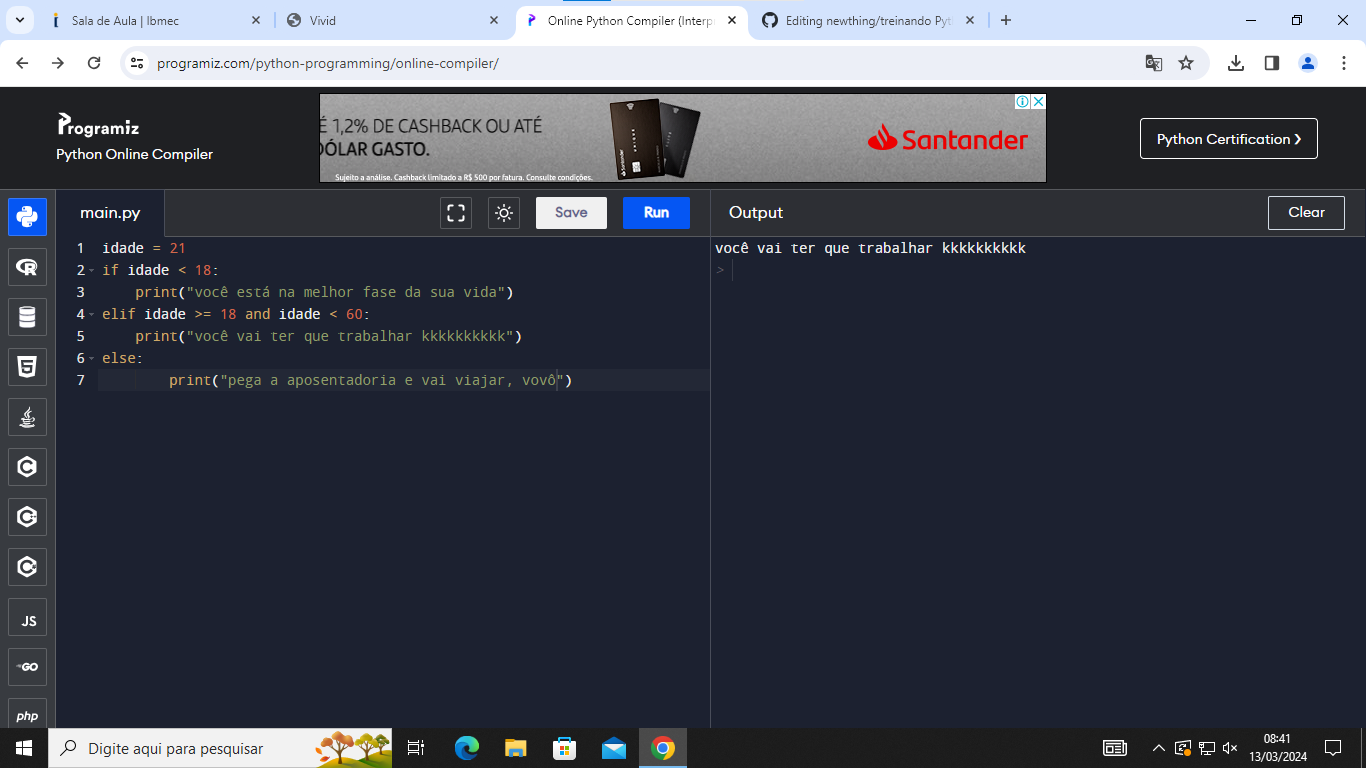 Sala de Aula | Ibmec
Vivid
Online Python Compiler (Interp
Editing newthing/treinando Pyt
programiz.com/python-programming/online-compiler/
Programiz
Python Online Compiler
É 1,2% DE CASHBACK OU ATÉ
DÓLAR GASTO.
Sujeito a análise. Cashback limitado a R$ 500 por fatura. Consulte condições.
Santander
Python Certification ❯
main.py
Save
Run
Output
Clear
1 idade = 21
2 if idade < 18:
3     print("você está na melhor fase da sua vida")
4 elif idade >= 18 and idade < 60:
5     print("você vai ter que trabalhar kkkkkkkkkk")
6 else:
7         print("pega a aposentadoria e vai viajar, vovô")
você vai ter que trabalhar kkkkkkkkkk
>
R
5
C
C
C
JS
GO
php
Digite aqui para pesquisar
08:41
13/03/2024